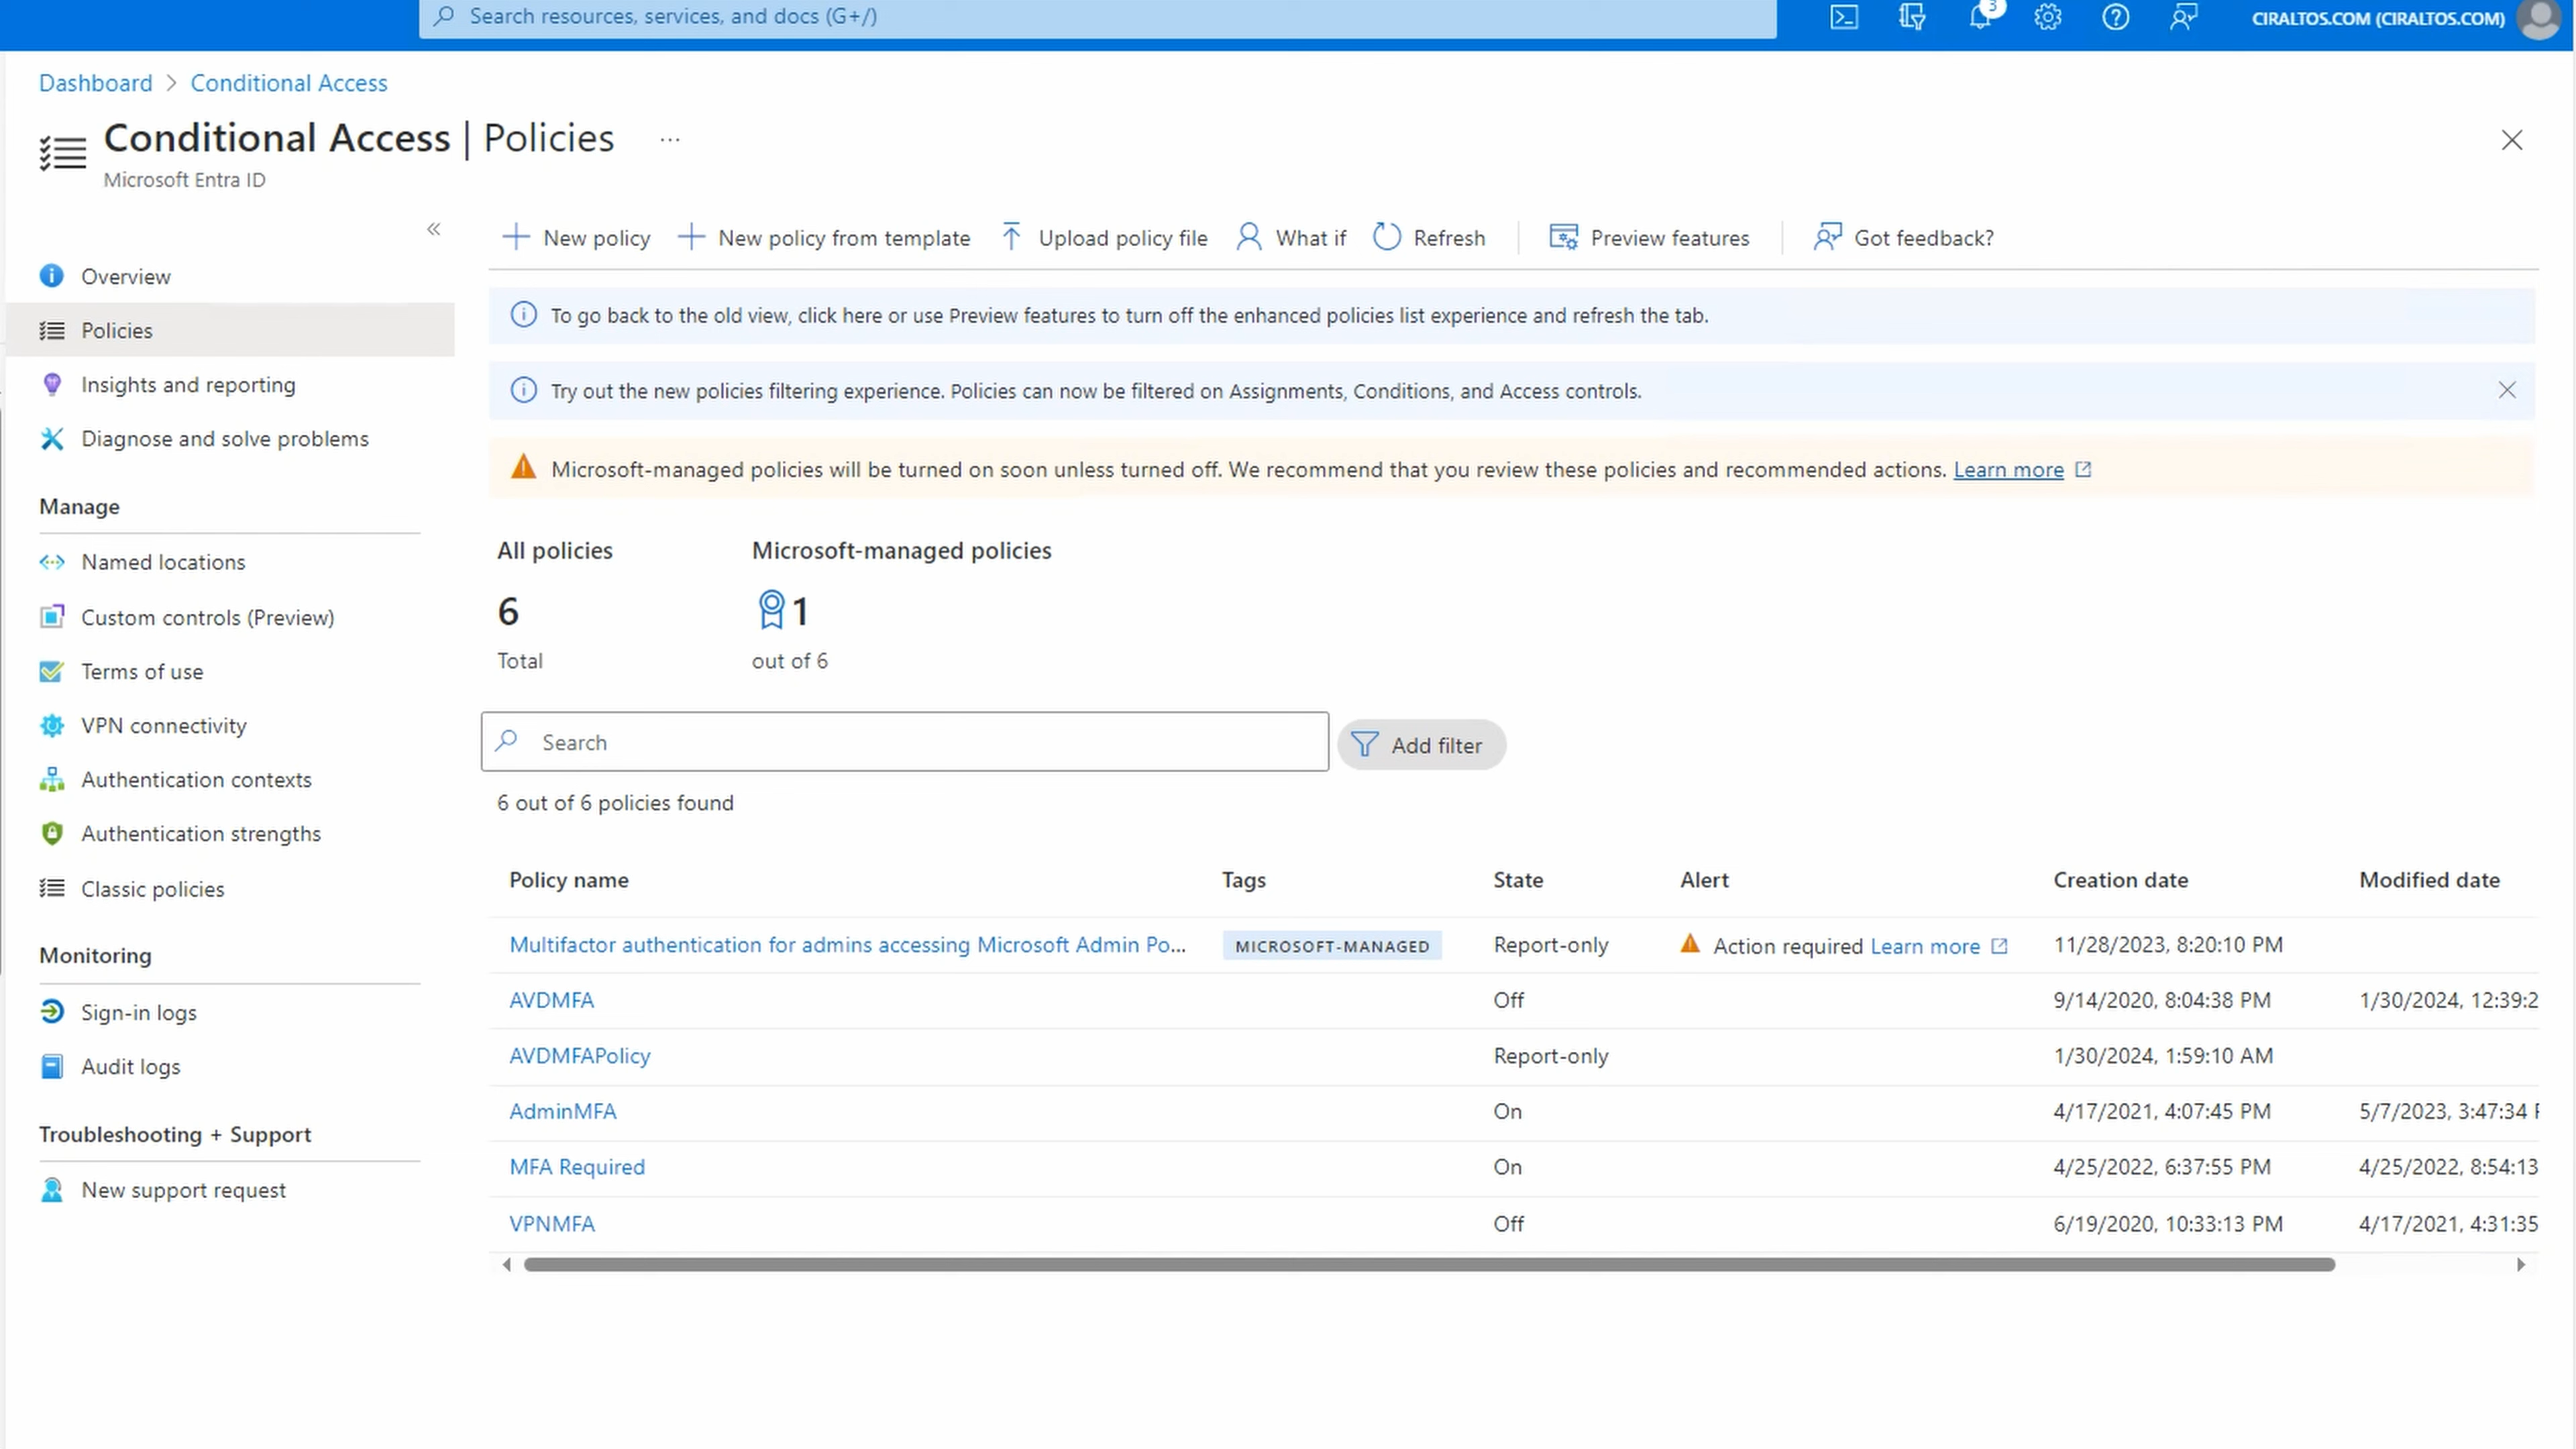 Search resources, services, and docs (G+/)
3
CIRALTOS.COM (CIRALTOS.COM)
Dashboard > Conditional Access
Conditional Access | Policies ...
Microsoft Entra ID
«
New policy New policy from template Upload policy file What if Refresh Preview features Got feedback?
Overview
Policies
Insights and reporting
Diagnose and solve problems
Manage
Named locations
Custom controls (Preview)
Terms of use
VPN connectivity
Authentication contexts
Authentication strengths
Classic policies
Monitoring
Sign-in logs
Audit logs
Troubleshooting + Support
New support request
To go back to the old view, click here or use Preview features to turn off the enhanced policies list experience and refresh the tab.
Try out the new policies filtering experience. Policies can now be filtered on Assignments, Conditions, and Access controls.
Microsoft-managed policies will be turned on soon unless turned off. We recommend that you review these policies and recommended actions. Learn more
All policies Microsoft-managed policies
6 1
Total out of 6
Search Add filter
6 out of 6 policies found
Policy name Tags State Alert Creation date Modified date
Multifactor authentication for admins accessing Microsoft Admin Po... MICROSOFT-MANAGED Report-only Action required Learn more 11/28/2023, 8:20:10 PM
AVDMFA Off 9/14/2020, 8:04:38 PM 1/30/2024, 12:39:2
AVDMFAPolicy Report-only 1/30/2024, 1:59:10 AM
AdminMFA On 4/17/2021, 4:07:45 PM 5/7/2023, 3:47:34
MFA Required On 4/25/2022, 6:37:55 PM 4/25/2022, 8:54:13
VPNMFA Off 6/19/2020, 10:33:13 PM 4/17/2021, 4:31:35